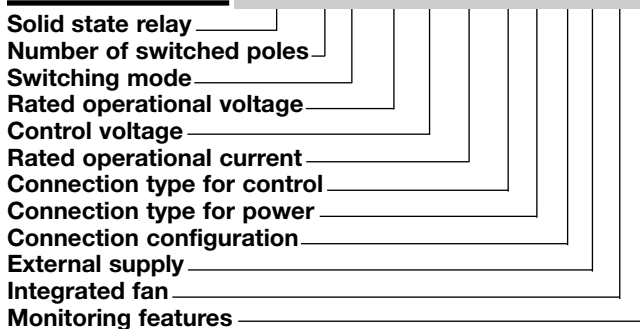 Solid state relay
Number of switched poles
Switching mode
Rated operational voltage
Control voltage
Rated operational current
Connection type for control
Connection type for power
Connection configuration
External supply
Integrated fan
Monitoring features